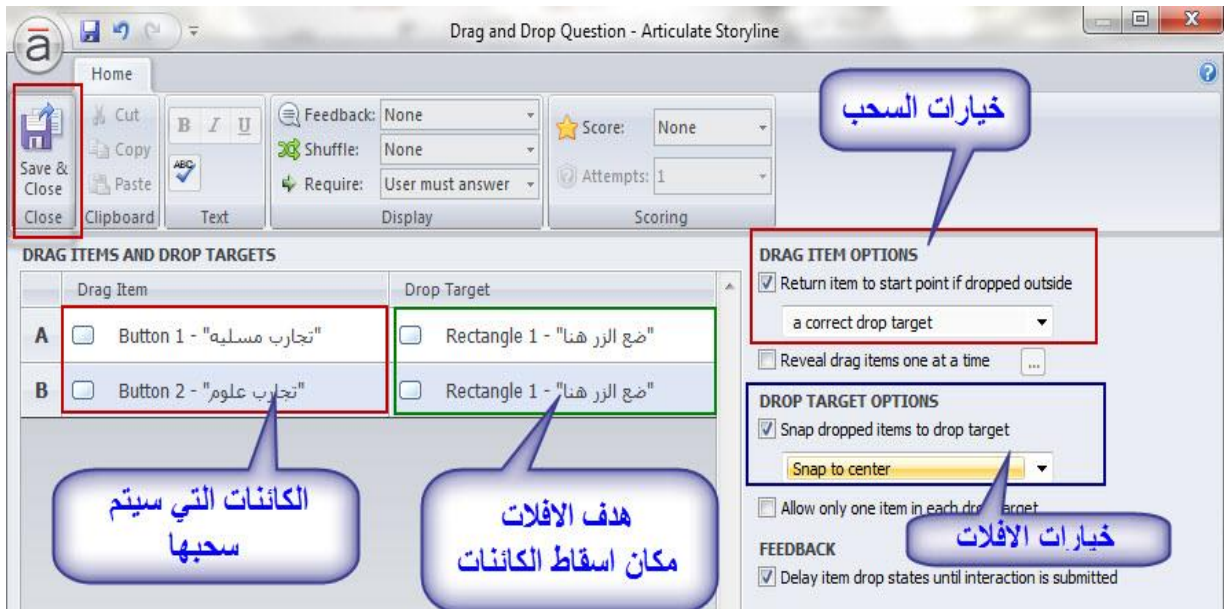 Drag and Drop Question - Articulate Storyline
Home
Save & Close
Cut
Copy
Paste
B I U
ABC
Feedback: None
Shuffle: None
Require: User must answer
Score: None
Attempts: 1
Close
Clipboard
Text
Display
Scoring
خيارات السحب
DRAG ITEMS AND DROP TARGETS
Drag Item
Drop Target
A
Button 1 - "تجارب مسليه"
Rectangle 1 - "ضع الزر هنا"
B
Button 2 - "تجارب علوم"
Rectangle 1 - "ضع الزر هنا"
الكائنات التي سيتم
سحبها
هدف الافلات
مكان اسقاط الكائنات
DRAG ITEM OPTIONS
Return item to start point if dropped outside
a correct drop target
Reveal drag items one at a time
...
DROP TARGET OPTIONS
Snap dropped items to drop target
Snap to center
Allow only one item in each drop target
خيارات الافلات
FEEDBACK
Delay item drop states until interaction is submitted